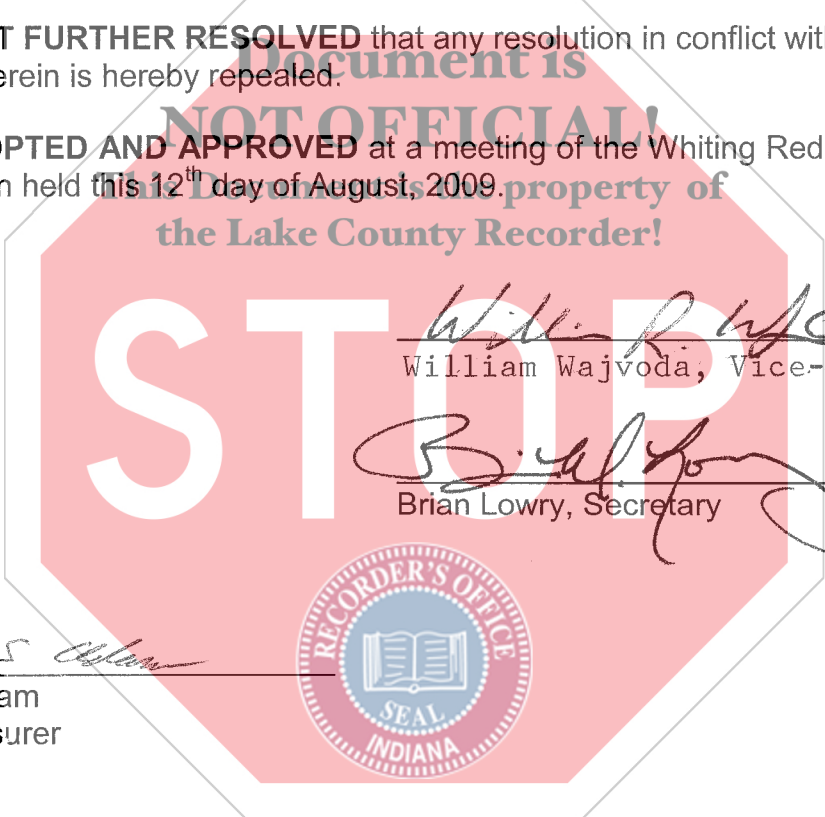 T FURTHER RESOLVED that any resolution in conflict wit
erein is hereby repealed.
Document is
NOT OFFICIAL!
This Document is the property of
the Lake County Recorder!
OPTED AND APPROVED at a meeting of the Whiting Red
n held this 12th day of August, 2009.
STOP
William Wajvoda, Vice-
Brian Lowry, Secretary
am
surer
RECORDER'S OFFICE
SEAL
INDIANA